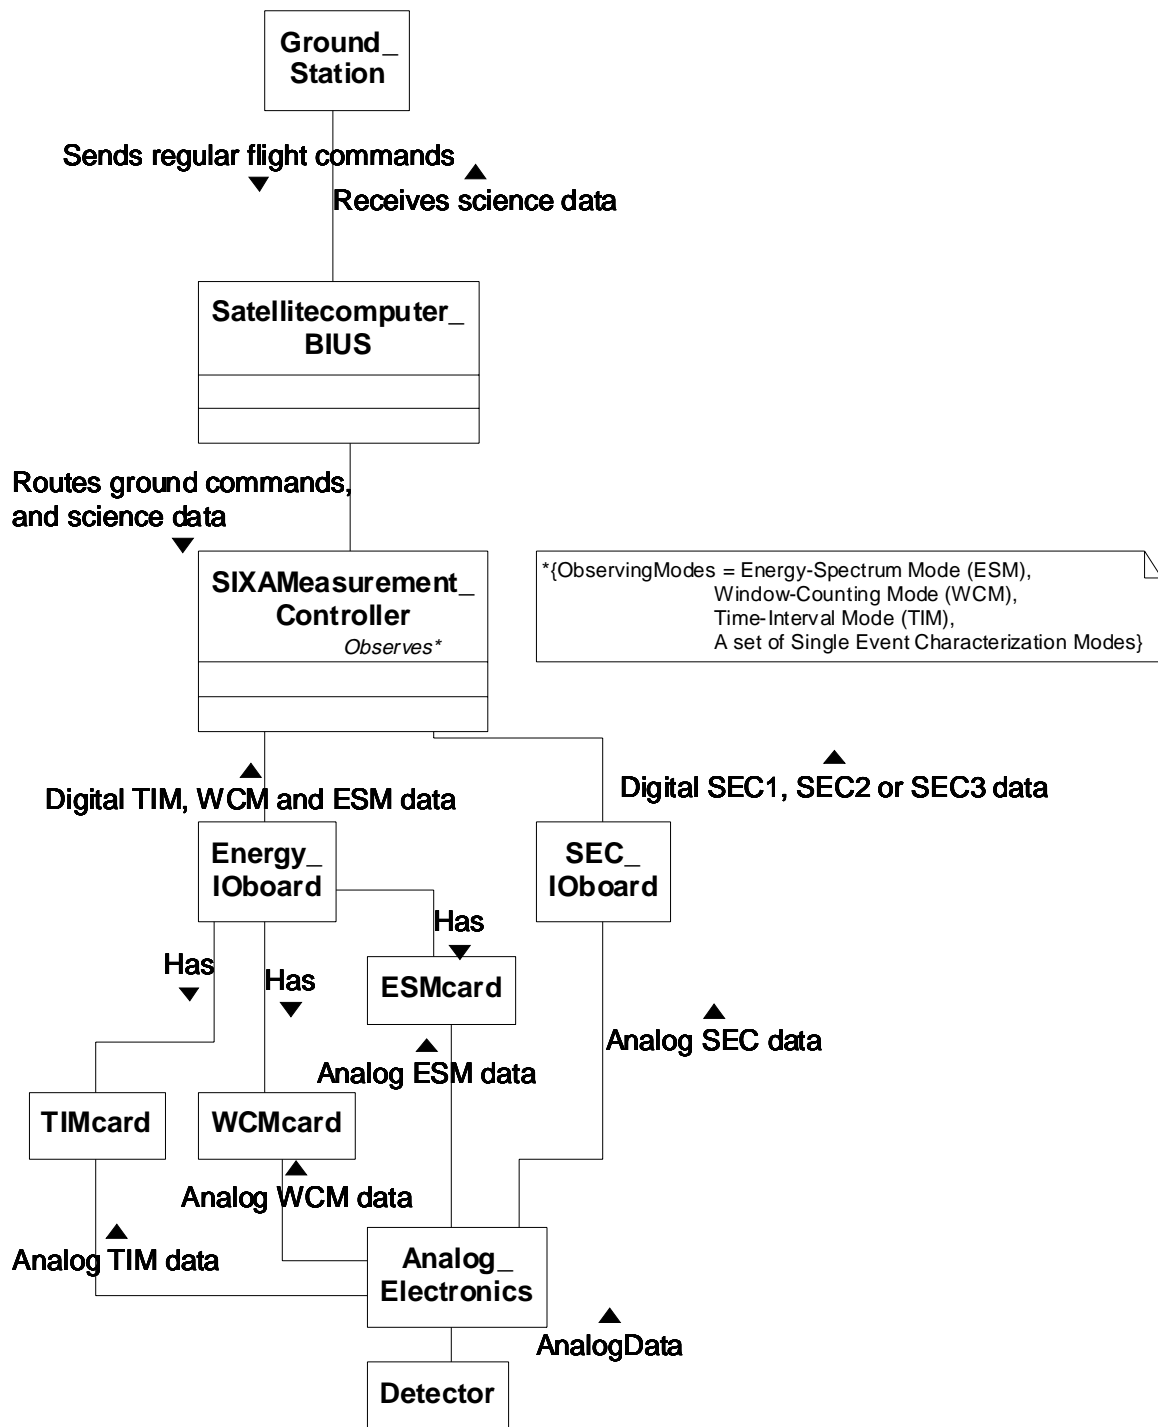 Ground_
Station
Sends regular flight commands
Receives science data
Satellitecomputer_
BIUS
Routes ground commands,
and science data
SIXAMeasurement_
Controller
Observes*
*{ObservingModes = Energy-Spectrum Mode (ESM),
Window-Counting Mode (WCM),
Time-Interval Mode (TIM),
A set of Single Event Characterization Modes}
Digital TIM, WCM and ESM data
Digital SEC1, SEC2 or SEC3 data
Energy_
IOboard
SEC_
IOboard
Has
Has
Has
ESMcard
Analog SEC data
Analog ESM data
TIMcard
WCMcard
Analog WCM data
Analog TIM data
Analog_
Electronics
AnalogData
Detector